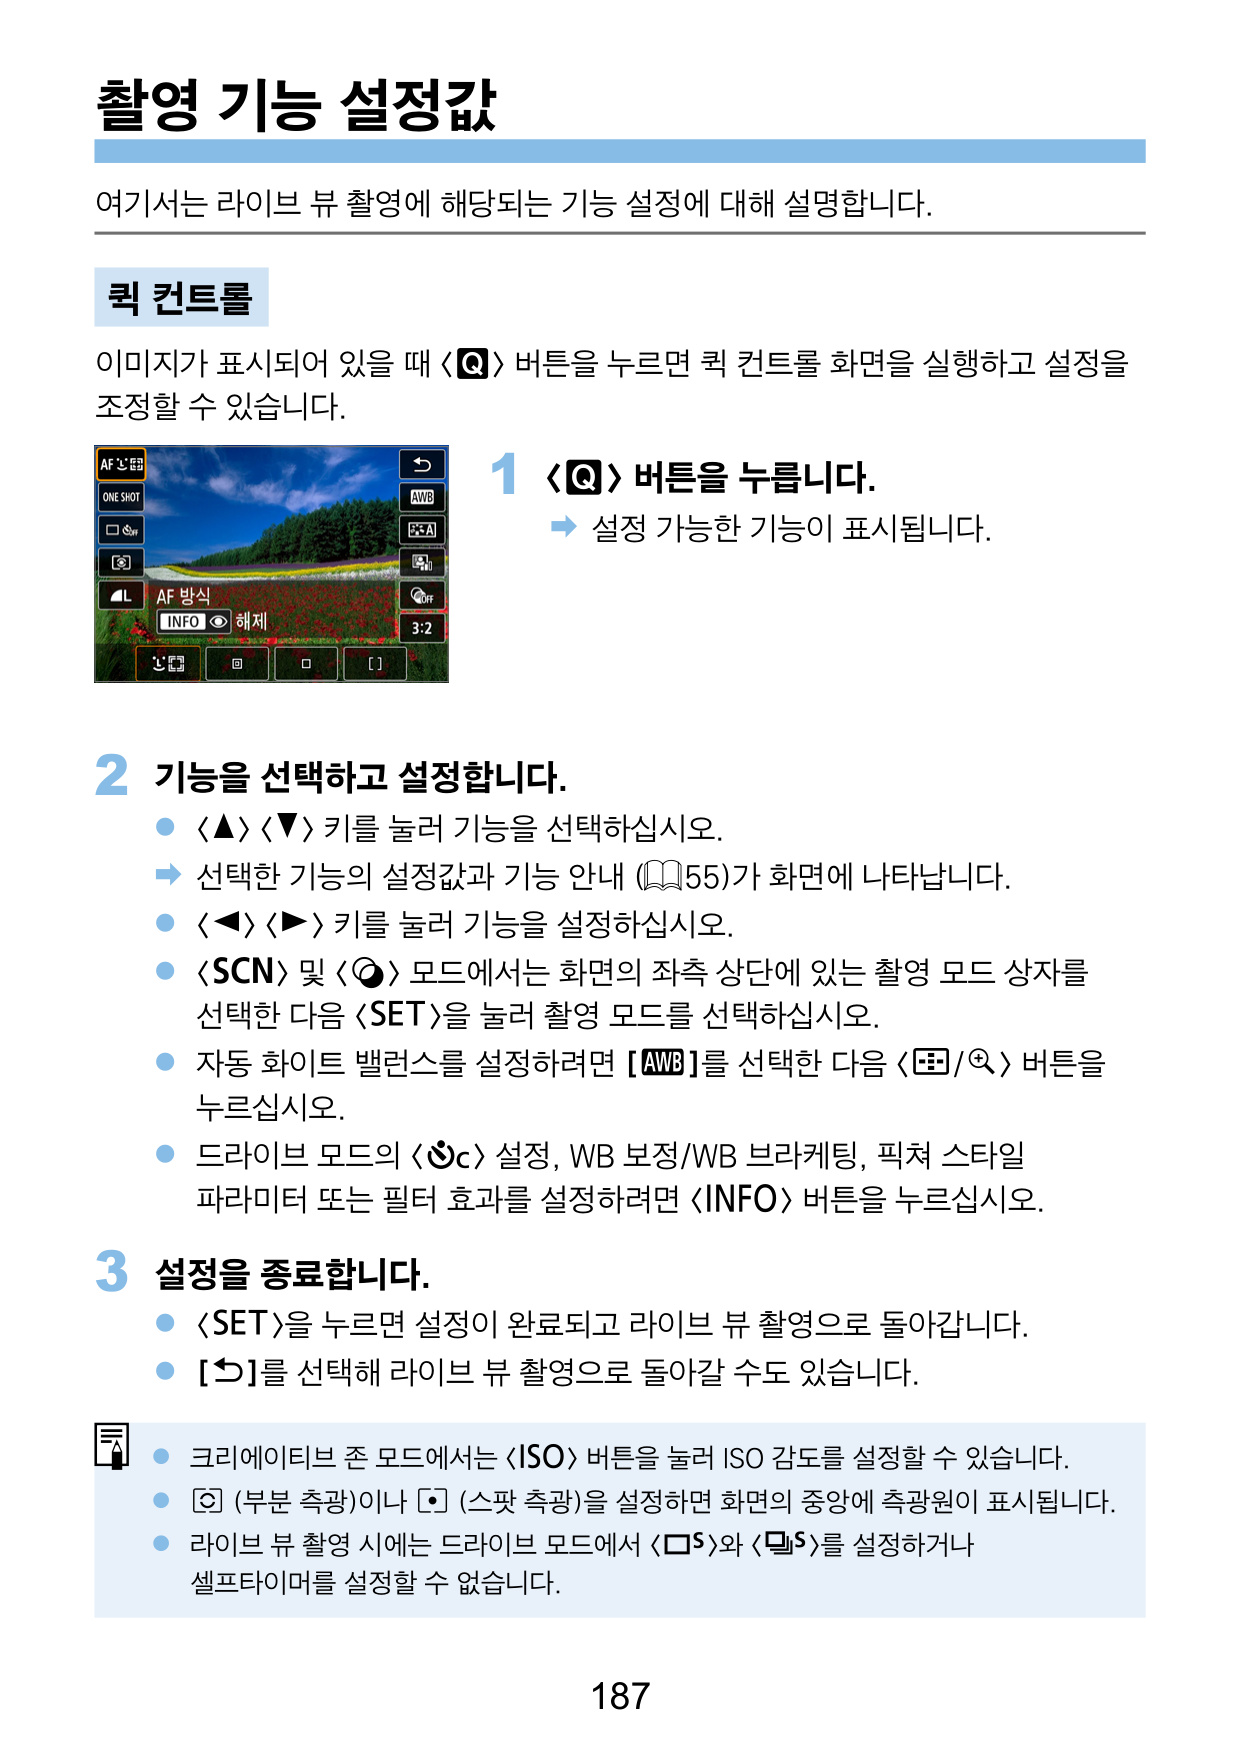 촬영 기능 설정값
여기서는 라이브 뷰 촬영에 해당되는 기능 설정에 대해 설명합니다.
퀵 컨트롤
이미지가 표시되어 있을 때 〈Q〉 버튼을 누르면 퀵 컨트롤 화면을 실행하고 설정을
조정할 수 있습니다.
AF
ONE SHOT
OFF
L
AF 방식
INFO 해제
AWB
A
OFF
3:2
1 〈Q〉 버튼을 누릅니다.
➡ 설정 가능한 기능이 표시됩니다.
2 기능을 선택하고 설정합니다.
● 〈▲〉〈▼〉 키를 눌러 기능을 선택하십시오.
➡ 선택한 기능의 설정값과 기능 안내 (📖55)가 화면에 나타납니다.
● 〈◀〉〈▶〉 키를 눌러 기능을 설정하십시오.
● 〈SCN〉 및 〈〉 모드에서는 화면의 좌측 상단에 있는 촬영 모드 상자를
선택한 다음 〈SET〉을 눌러 촬영 모드를 선택하십시오.
● 자동 화이트 밸런스를 설정하려면 [AWB]를 선택한 다음 〈/〉 버튼을
누르십시오.
● 드라이브 모드의 〈c〉 설정, WB 보정/WB 브라케팅, 픽쳐 스타일
파라미터 또는 필터 효과를 설정하려면 〈INFO〉 버튼을 누르십시오.
3 설정을 종료합니다.
● 〈SET〉을 누르면 설정이 완료되고 라이브 뷰 촬영으로 돌아갑니다.
● [⮌]를 선택해 라이브 뷰 촬영으로 돌아갈 수도 있습니다.
● 크리에이티브 존 모드에서는 〈ISO〉 버튼을 눌러 ISO 감도를 설정할 수 있습니다.
● (부분 측광)이나 (스팟 측광)을 설정하면 화면의 중앙에 측광원이 표시됩니다.
● 라이브 뷰 촬영 시에는 드라이브 모드에서 〈S〉와 〈S〉를 설정하거나
셀프타이머를 설정할 수 없습니다.
187